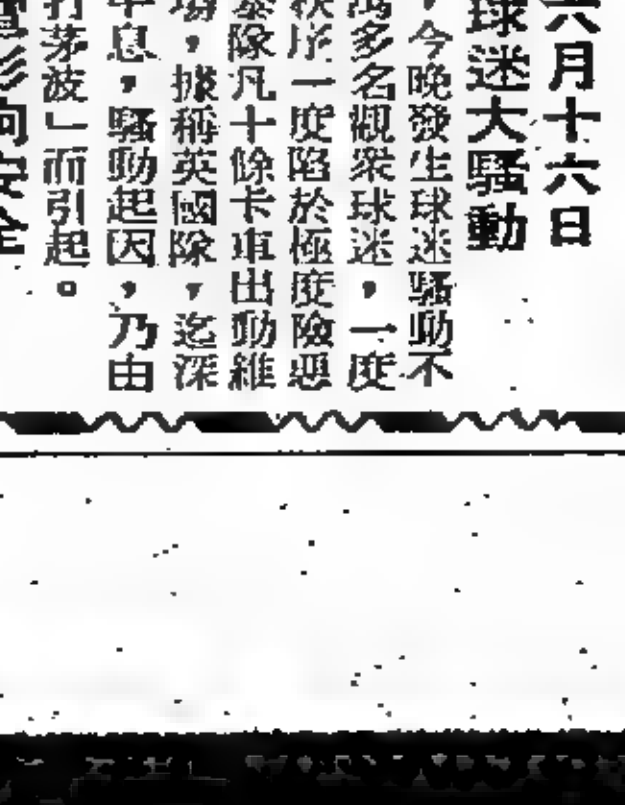 六月十六日
球迷大騷動
，今晚發生球迷騷動不
萬多名觀衆球迷，一度
秩序一度陷於極度險惡
暴隊凡十餘卡車出動維
場，據稱英國隊，迄深
息，騷動起因，乃由
打茅波」而引起。
電影向安全